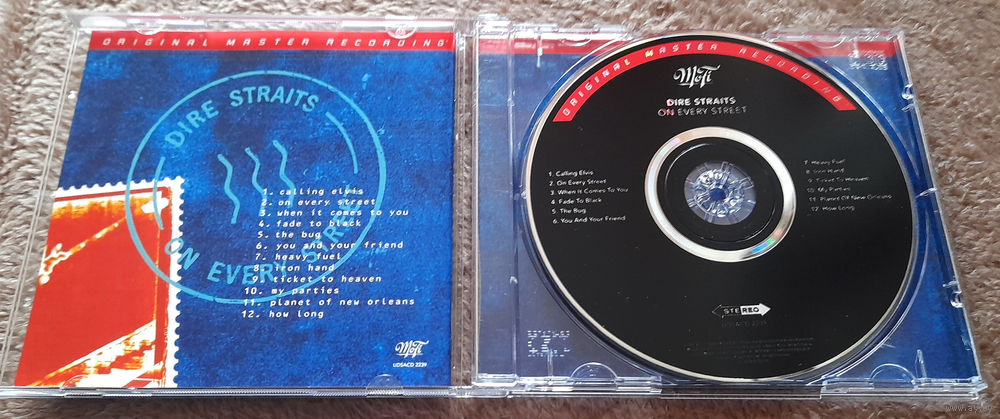 ORIGINAL MASTER RECORDING
DIRE STRAITS
ON EVERY STREET
1. calling elvis
2. on every street
3. when it comes to you
4. fade to black
5. the bug
6. you and your friend
7. heavy fuel
8. iron hand
9. ticket to heaven
10. my parties
11. planet of new orleans
12. how long
MoFi
UDSACD 2239
ORIGINAL MASTER RECORDING
MoFi
DIRE STRAITS
ON EVERY STREET
1. Calling Elvis
2. On Every Street
3. When It Comes To You
4. Fade To Black
5. The Bug
6. You And Your Friend
7. Heavy Fuel
8. Iron Hand
9. Ticket To Heaven
10. My Parties
11. Planet Of New Orleans
12. How Long
STEREO
UDSACD 2239